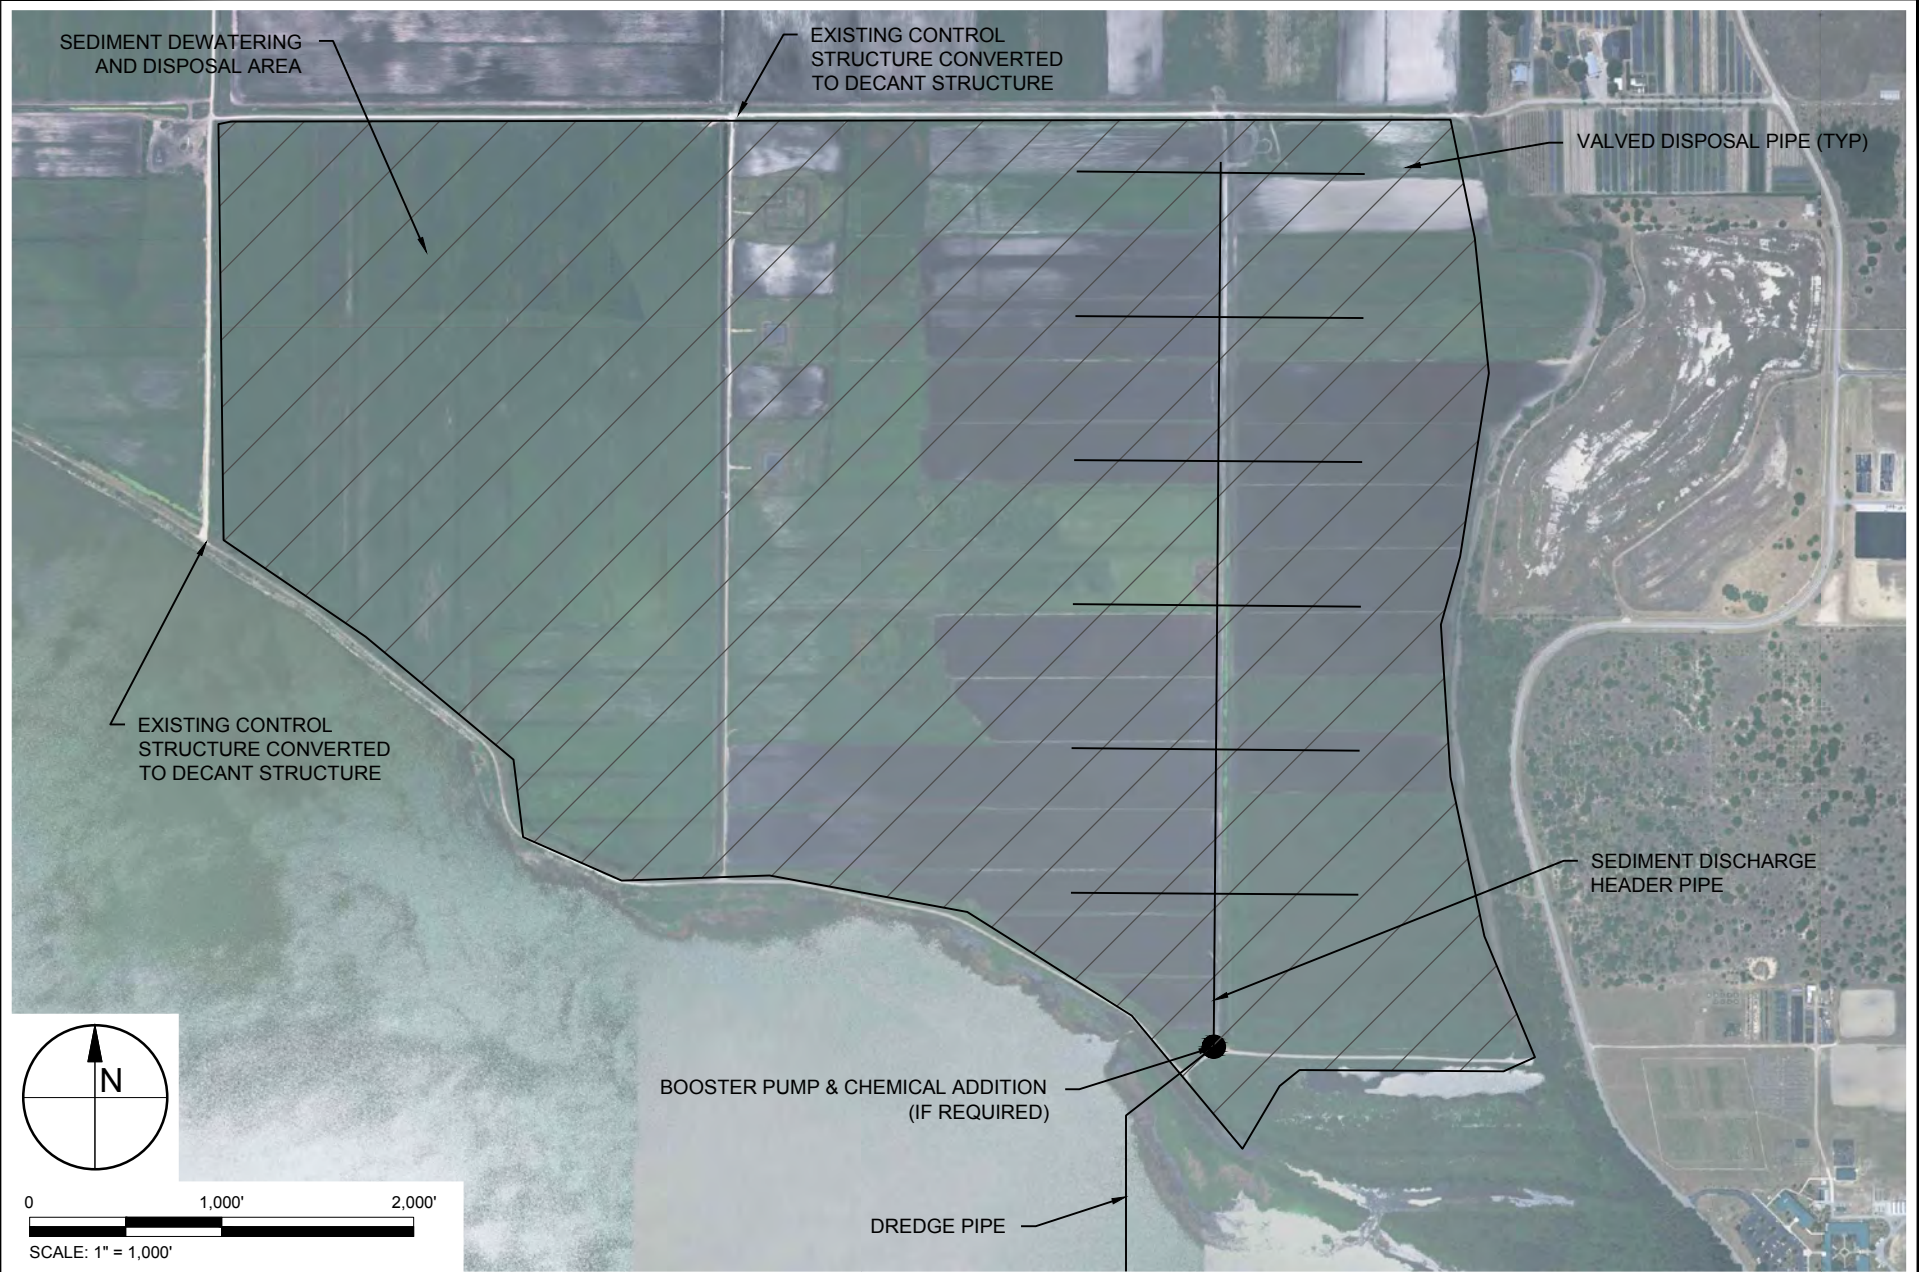 SEDIMENT DEWATERING
AND DISPOSAL AREA
EXISTING CONTROL
STRUCTURE CONVERTED
TO DECANT STRUCTURE
VALVED DISPOSAL PIPE (TYP)
EXISTING CONTROL
STRUCTURE CONVERTED
TO DECANT STRUCTURE
SEDIMENT DISCHARGE
HEADER PIPE
BOOSTER PUMP & CHEMICAL ADDITION
(IF REQUIRED)
DREDGE PIPE
N
0 1,000' 2,000'
SCALE: 1" = 1,000'